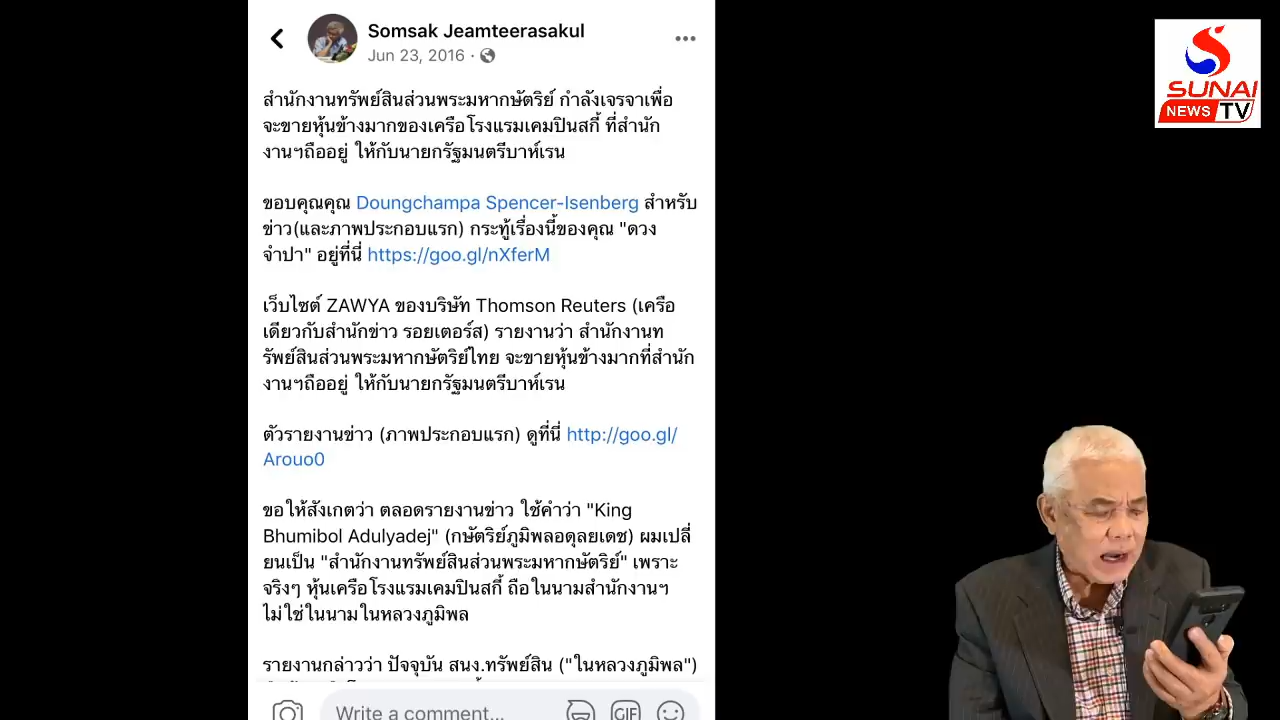 Somsak Jeamteerasakul
Jun 23, 2016 ·
สำนักงานทรัพย์สินส่วนพระมหากษัตริย์ กำลังเจรจาเพื่อ
จะขายหุ้นข้างมากของเครือโรงแรมเคมปินสกี้ ที่สำนัก
งานฯถืออยู่ ให้กับนายกรัฐมนตรีบาห์เรน
ขอบคุณคุณ Doungchampa Spencer-Isenberg สำหรับ
ข่าว(และภาพประกอบแรก) กระทู้เรื่องนี้ของคุณ "ดวง
จำปา" อยู่ที่นี่ https://goo.gl/nXferM
เว็บไซต์ ZAWYA ของบริษัท Thomson Reuters (เครือ
เดียวกับสำนักข่าว รอยเตอร์ส) รายงานว่า สำนักงานท
รัพย์สินส่วนพระมหากษัตริย์ไทย จะขายหุ้นข้างมากที่สำนัก
งานฯถืออยู่ ให้กับนายกรัฐมนตรีบาห์เรน
ตัวรายงานข่าว (ภาพประกอบแรก) ดูที่นี่ http://goo.gl/
Arouo0
ขอให้สังเกตว่า ตลอดรายงานข่าว ใช้คำว่า "King
Bhumibol Adulyadej" (กษัตริย์ภูมิพลอดุลยเดช) ผมเปลี่
ยนเป็น "สำนักงานทรัพย์สินส่วนพระมหากษัตริย์" เพราะ
จริงๆ หุ้นเครือโรงแรมเคมปินสกี้ ถือในนามสำนักงานฯ
ไม่ใช่ในนามในหลวงภูมิพล
รายงานกล่าวว่า ปัจจุบัน สนง.ทรัพย์สิน ("ในหลวงภูมิพล")
Write a comment...
GIF
SUNAI
NEWS TV